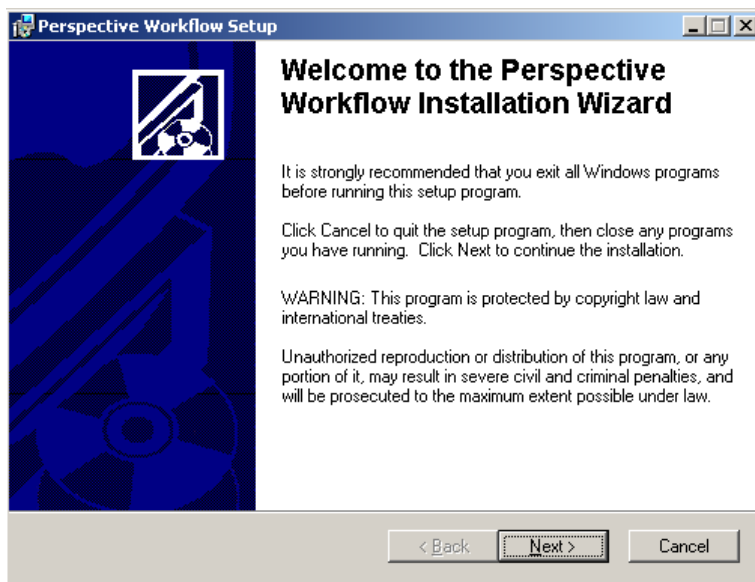 Perspective Workflow Setup
Welcome to the Perspective
Workflow Installation Wizard
It is strongly recommended that you exit all Windows programs
before running this setup program.
Click Cancel to quit the setup program, then close any programs
you have running.  Click Next to continue the installation.
WARNING: This program is protected by copyright law and
international treaties.
Unauthorized reproduction or distribution of this program, or any
portion of it, may result in severe civil and criminal penalties, and
will be prosecuted to the maximum extent possible under law.
< Back
Next >
Cancel